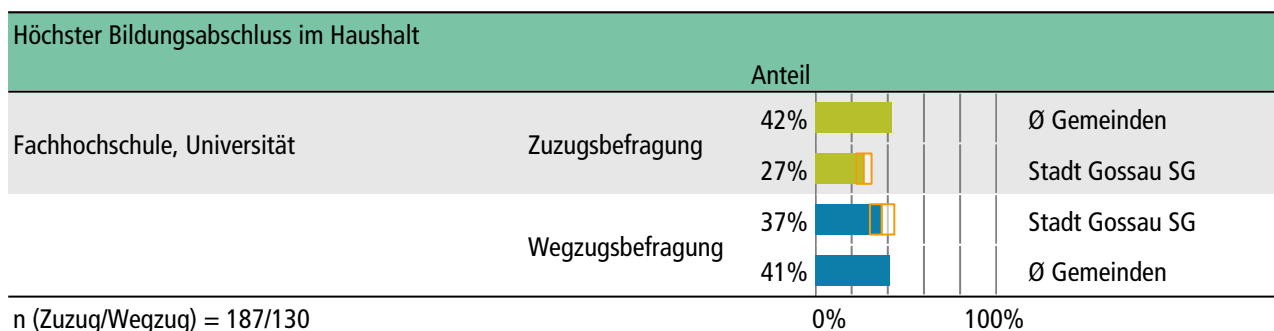 Höchster Bildungsabschluss im Haushalt
Anteil
Fachhochschule, Universität
Zuzugsbefragung
42% Ø Gemeinden
27% Stadt Gossau SG
Wegzugsbefragung
37% Stadt Gossau SG
41% Ø Gemeinden
n (Zuzug/Wegzug) = 187/130 0% 100%